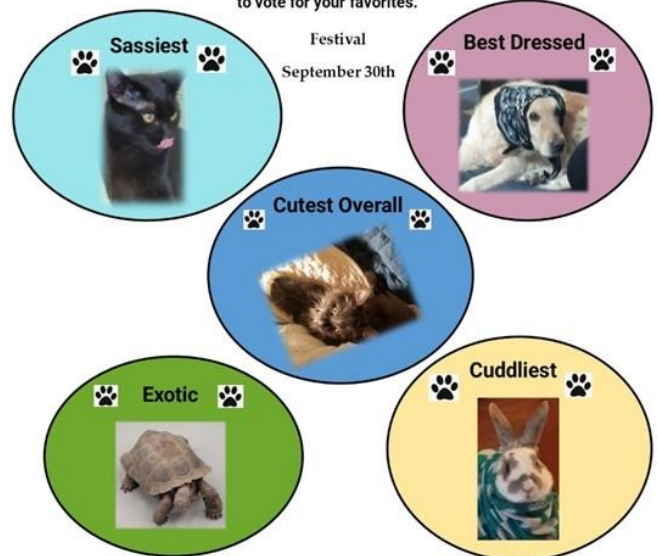 to vote for your favorites.
Festival
September 30th
Sassiest
Best Dressed
Cutest Overall
Exotic
Cuddliest